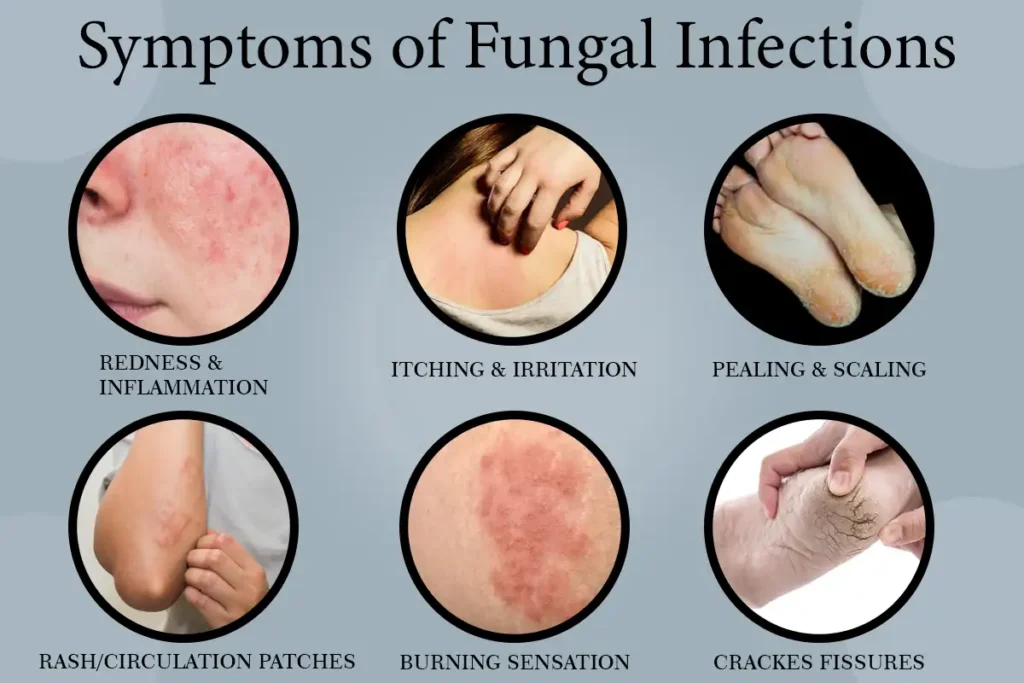 Symptoms of Fungal Infections
REDNESS &
INFLAMMATION
ITCHING & IRRITATION
PEALING & SCALING
RASH/CIRCULATION PATCHES
BURNING SENSATION
CRACKES FISSURES